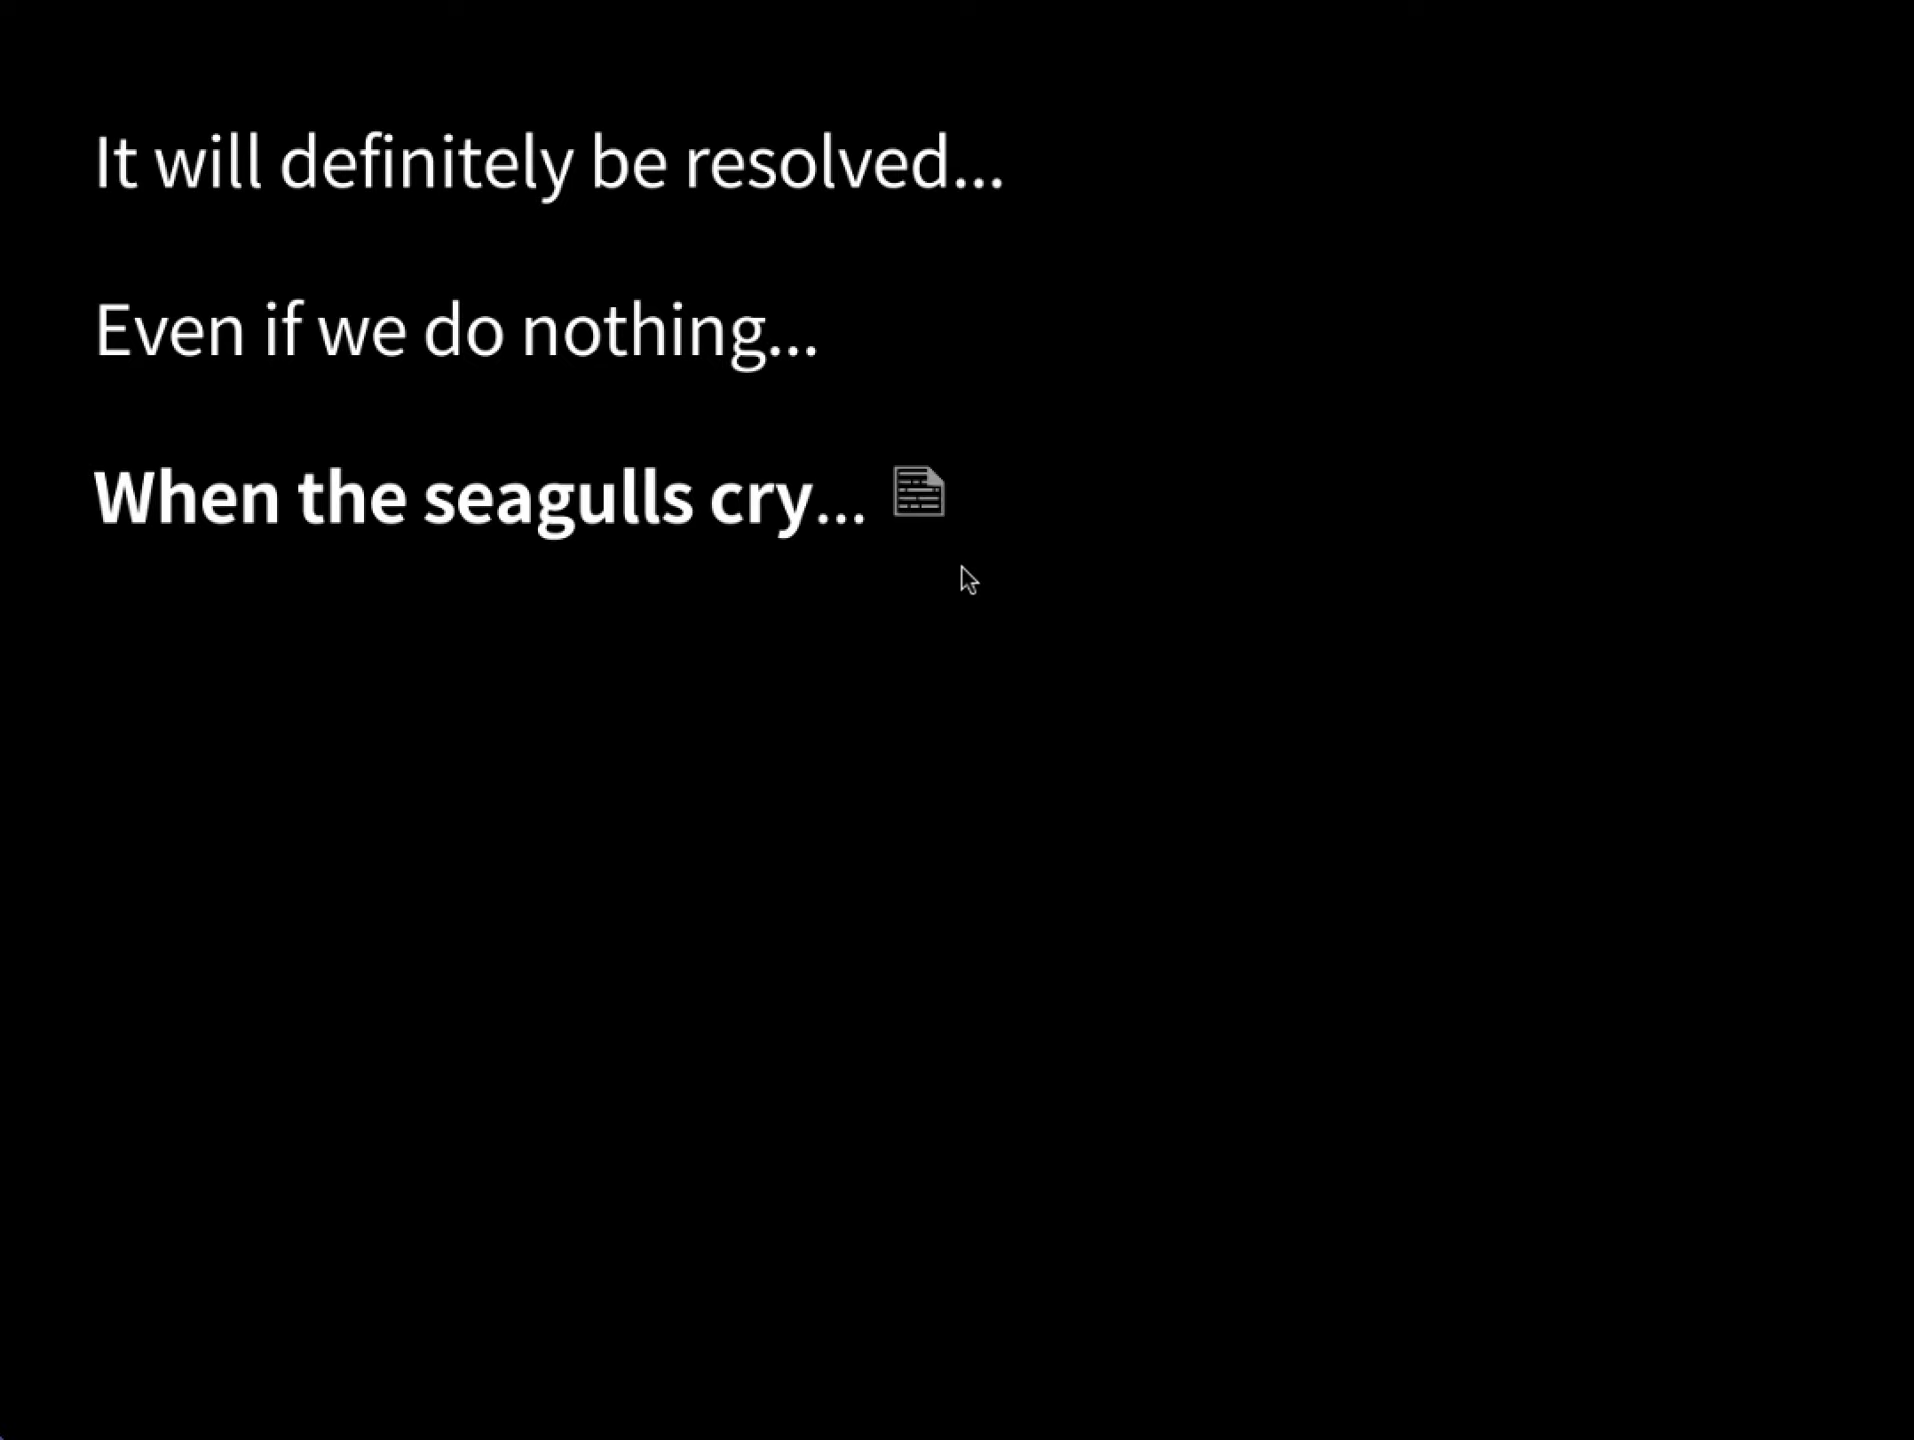 It will definitely be resolved...
Even if we do nothing...
When the seagulls cry...